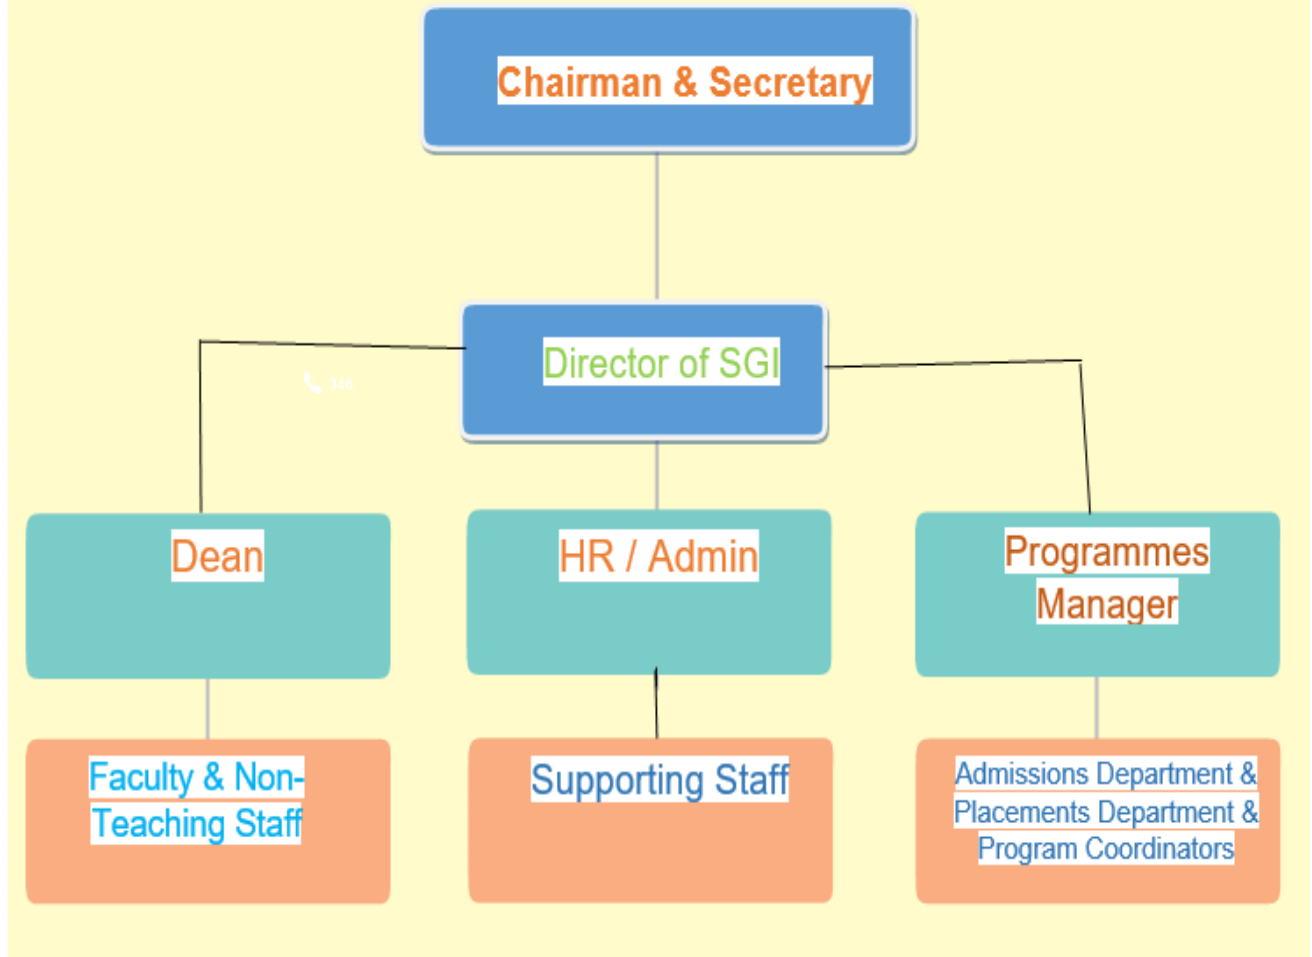 Chairman & Secretary
Director of SGI
346
Dean
HR / Admin
Programmes
Manager
Faculty & Non-
Teaching Staff
Supporting Staff
Admissions Department &
Placements Department &
Program Coordinators